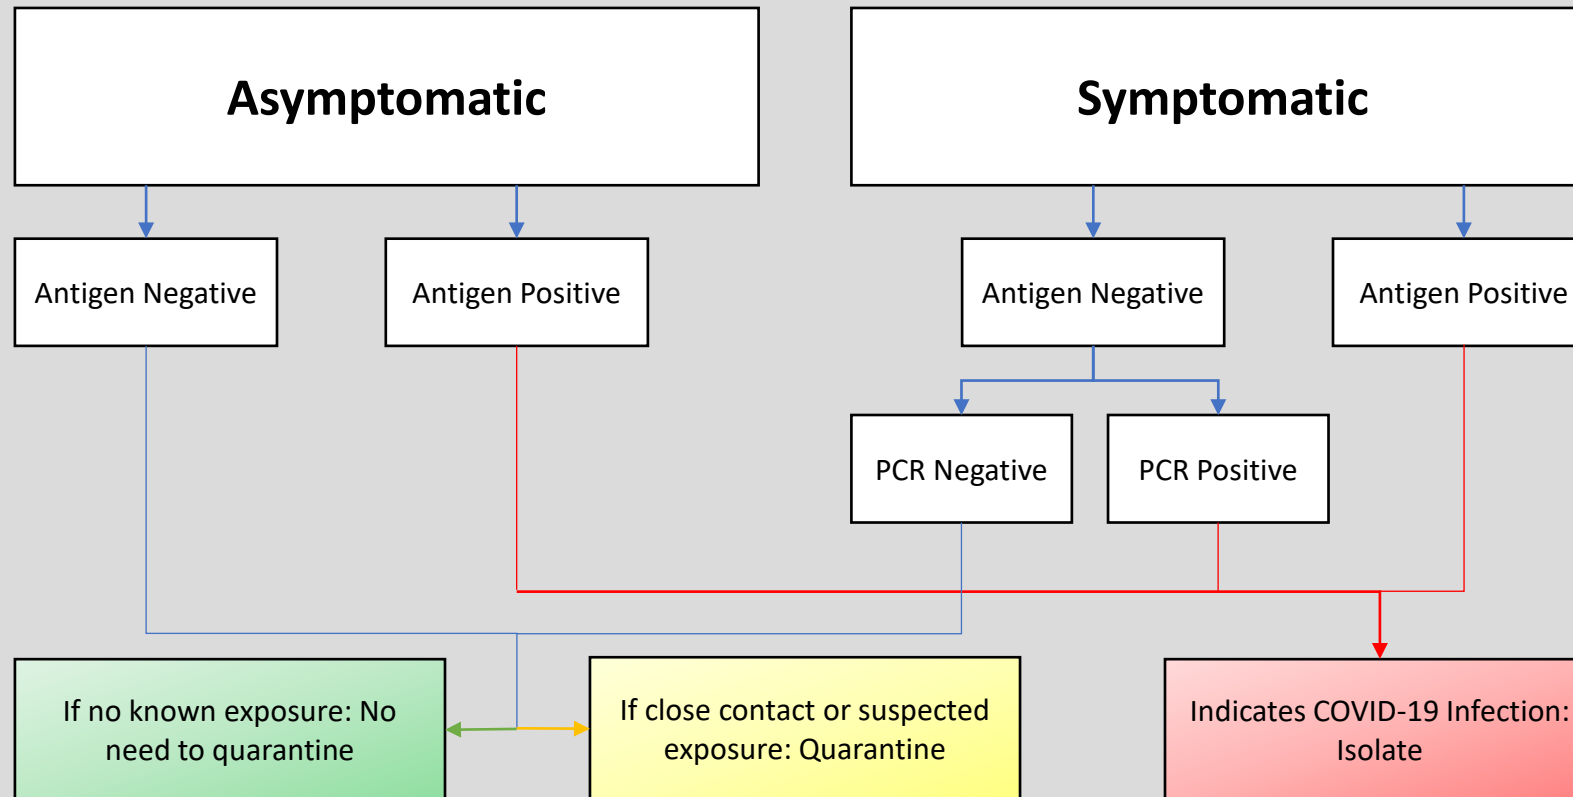 Asymptomatic
Symptomatic
Antigen Negative
Antigen Positive
Antigen Negative
Antigen Positive
PCR Negative
PCR Positive
If no known exposure: No
need to quarantine
If close contact or suspected
exposure: Quarantine
Indicates COVID-19 Infection:
Isolate